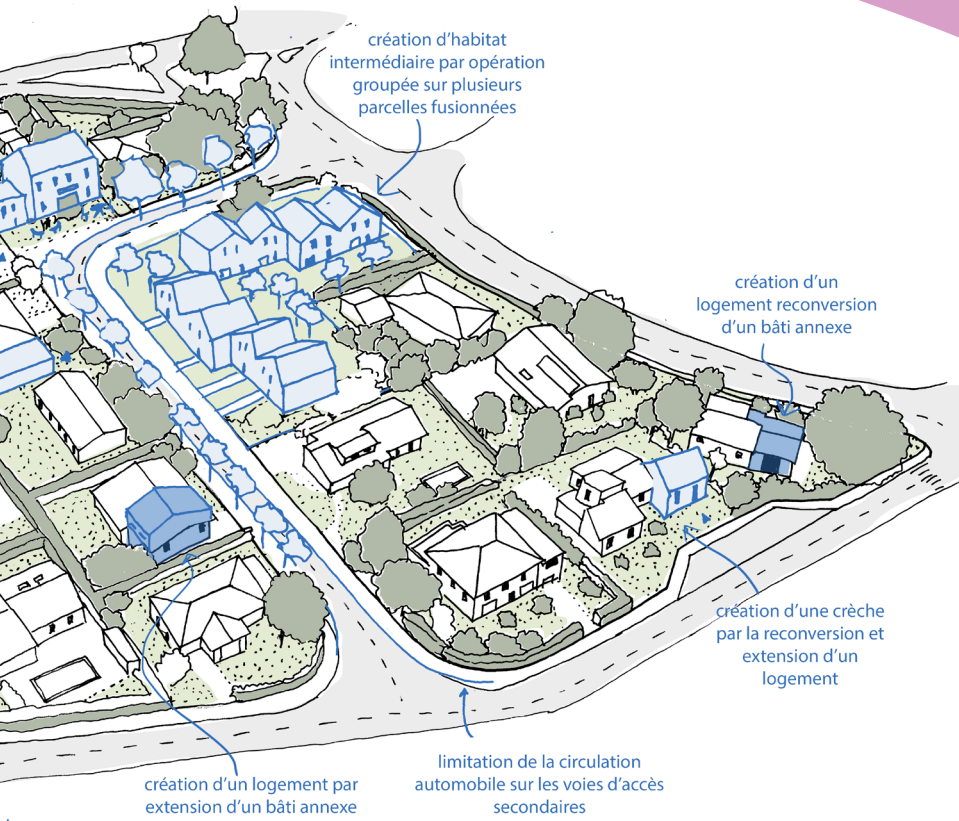 création d’habitat
intermédiaire par opération
groupée sur plusieurs
parcelles fusionnées
création d’un
logement reconversion
d’un bâti annexe
création d’une crèche
par la reconversion et
extension d’un
logement
limitation de la circulation
automobile sur les voies d’accès
secondaires
création d’un logement par
extension d’un bâti annexe